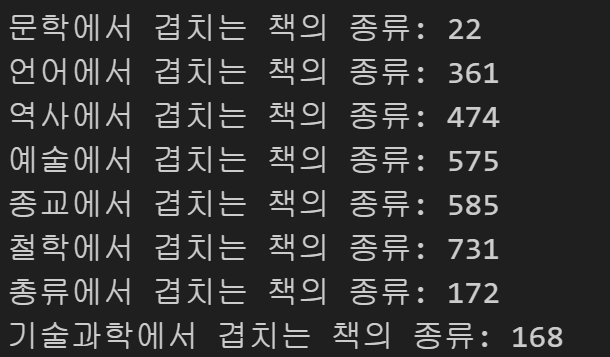 문학에서 겹치는 책의 종류: 22
언어에서 겹치는 책의 종류: 361
역사에서 겹치는 책의 종류: 474
예술에서 겹치는 책의 종류: 575
종교에서 겹치는 책의 종류: 585
철학에서 겹치는 책의 종류: 731
총류에서 겹치는 책의 종류: 172
기술과학에서 겹치는 책의 종류: 168